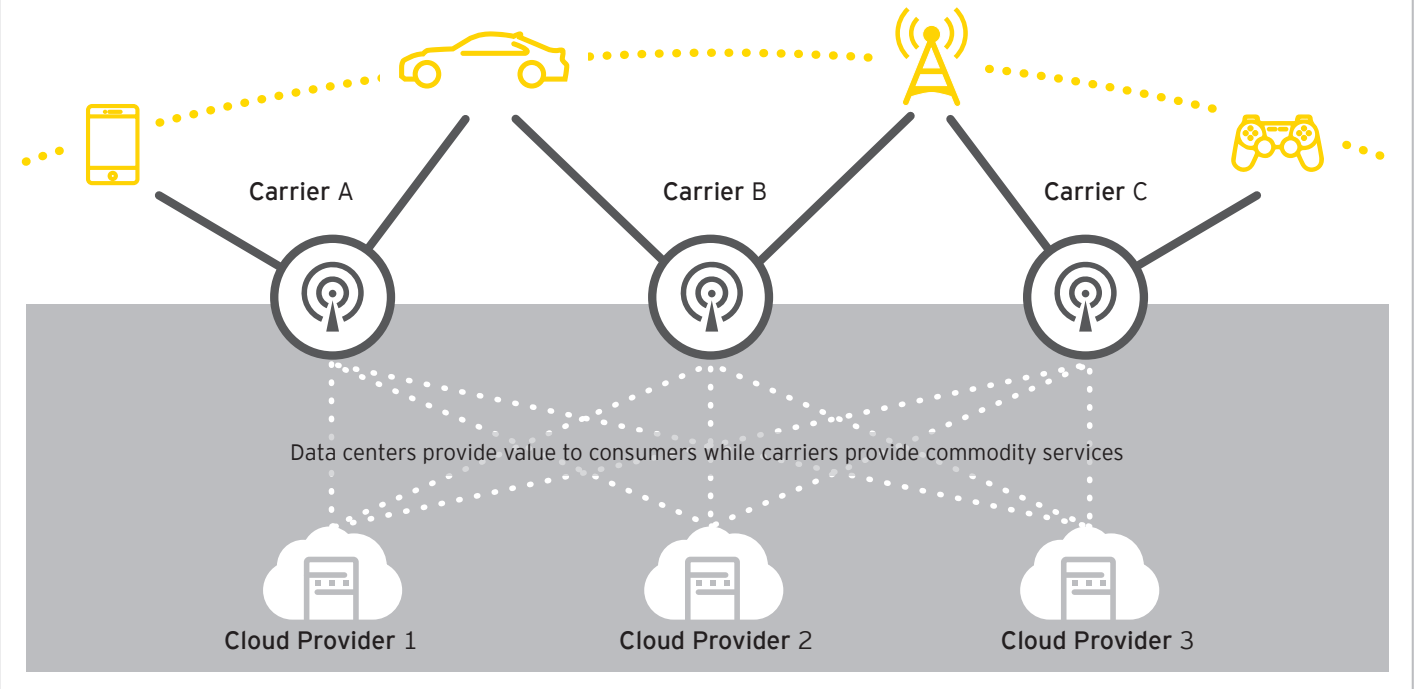 Carrier A
Carrier B
Carrier C
Data centers provide value to consumers while carriers provide commodity services
Cloud Provider 1
Cloud Provider 2
Cloud Provider 3